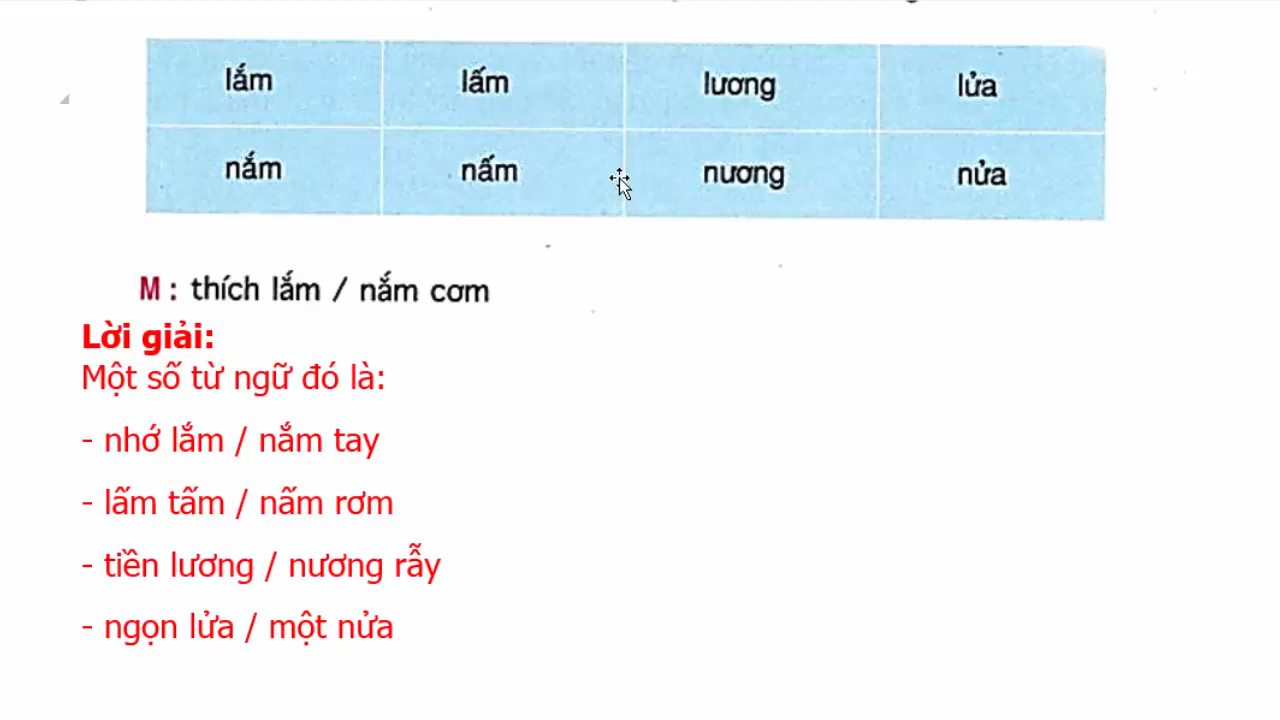 lắm lấm lương lửa
nắm nấm nương nửa
M : thích lắm / nắm cơm
Lời giải:
Một số từ ngữ đó là:
- nhớ lắm / nắm tay
- lấm tấm / nấm rơm
- tiền lương / nương rẫy
- ngọn lửa / một nửa